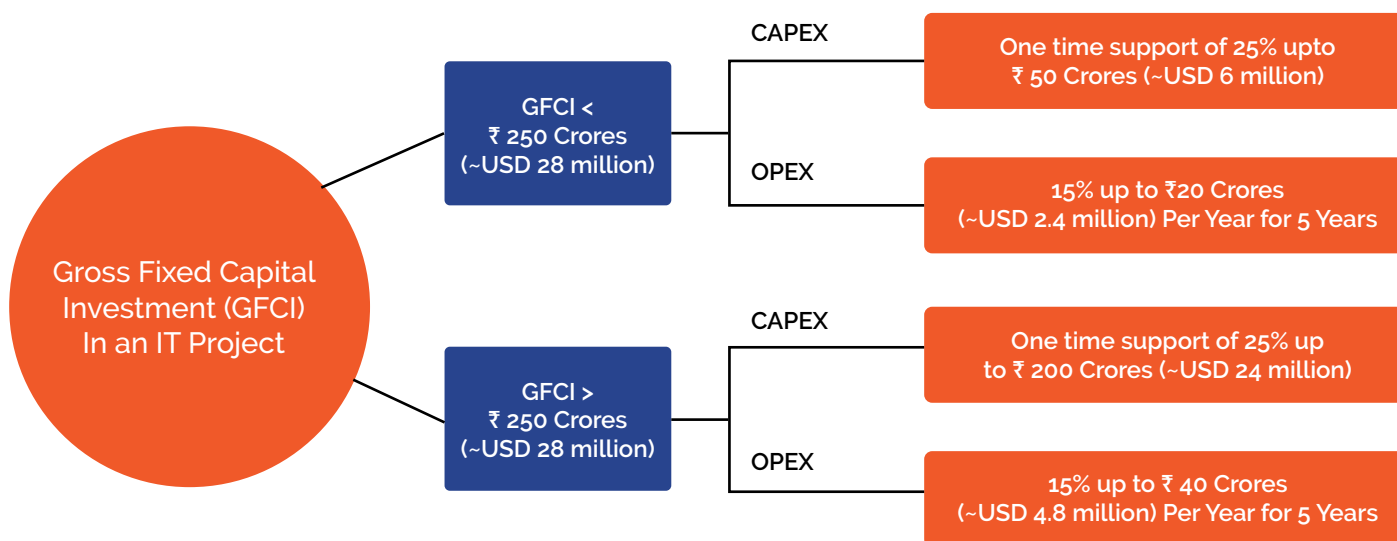 Gross Fixed Capital
Investment (GFCI)
In an IT Project
GFCI <
₹ 250 Crores
(~USD 28 million)
CAPEX
One time support of 25% upto
₹ 50 Crores (~USD 6 million)
OPEX
15% up to ₹20 Crores
(~USD 2.4 million) Per Year for 5 Years
GFCI >
₹ 250 Crores
(~USD 28 million)
CAPEX
One time support of 25% up
to ₹ 200 Crores (~USD 24 million)
OPEX
15% up to ₹ 40 Crores
(~USD 4.8 million) Per Year for 5 Years